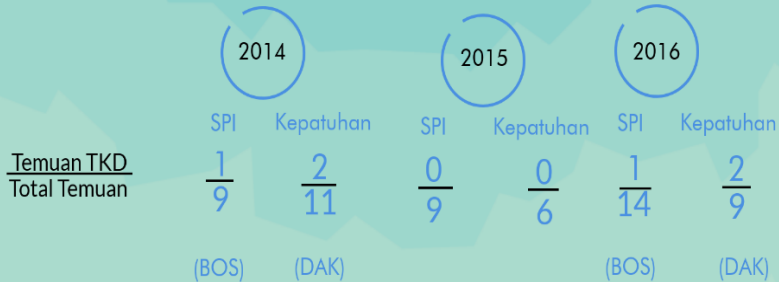 2014 2015 2016
SPI Kepatuhan SPI Kepatuhan SPI Kepatuhan
Temuan TKD 1 2 0 0 1 2
Total Temuan 9 11 9 6 14 9
(BOS) (DAK) (BOS) (DAK)